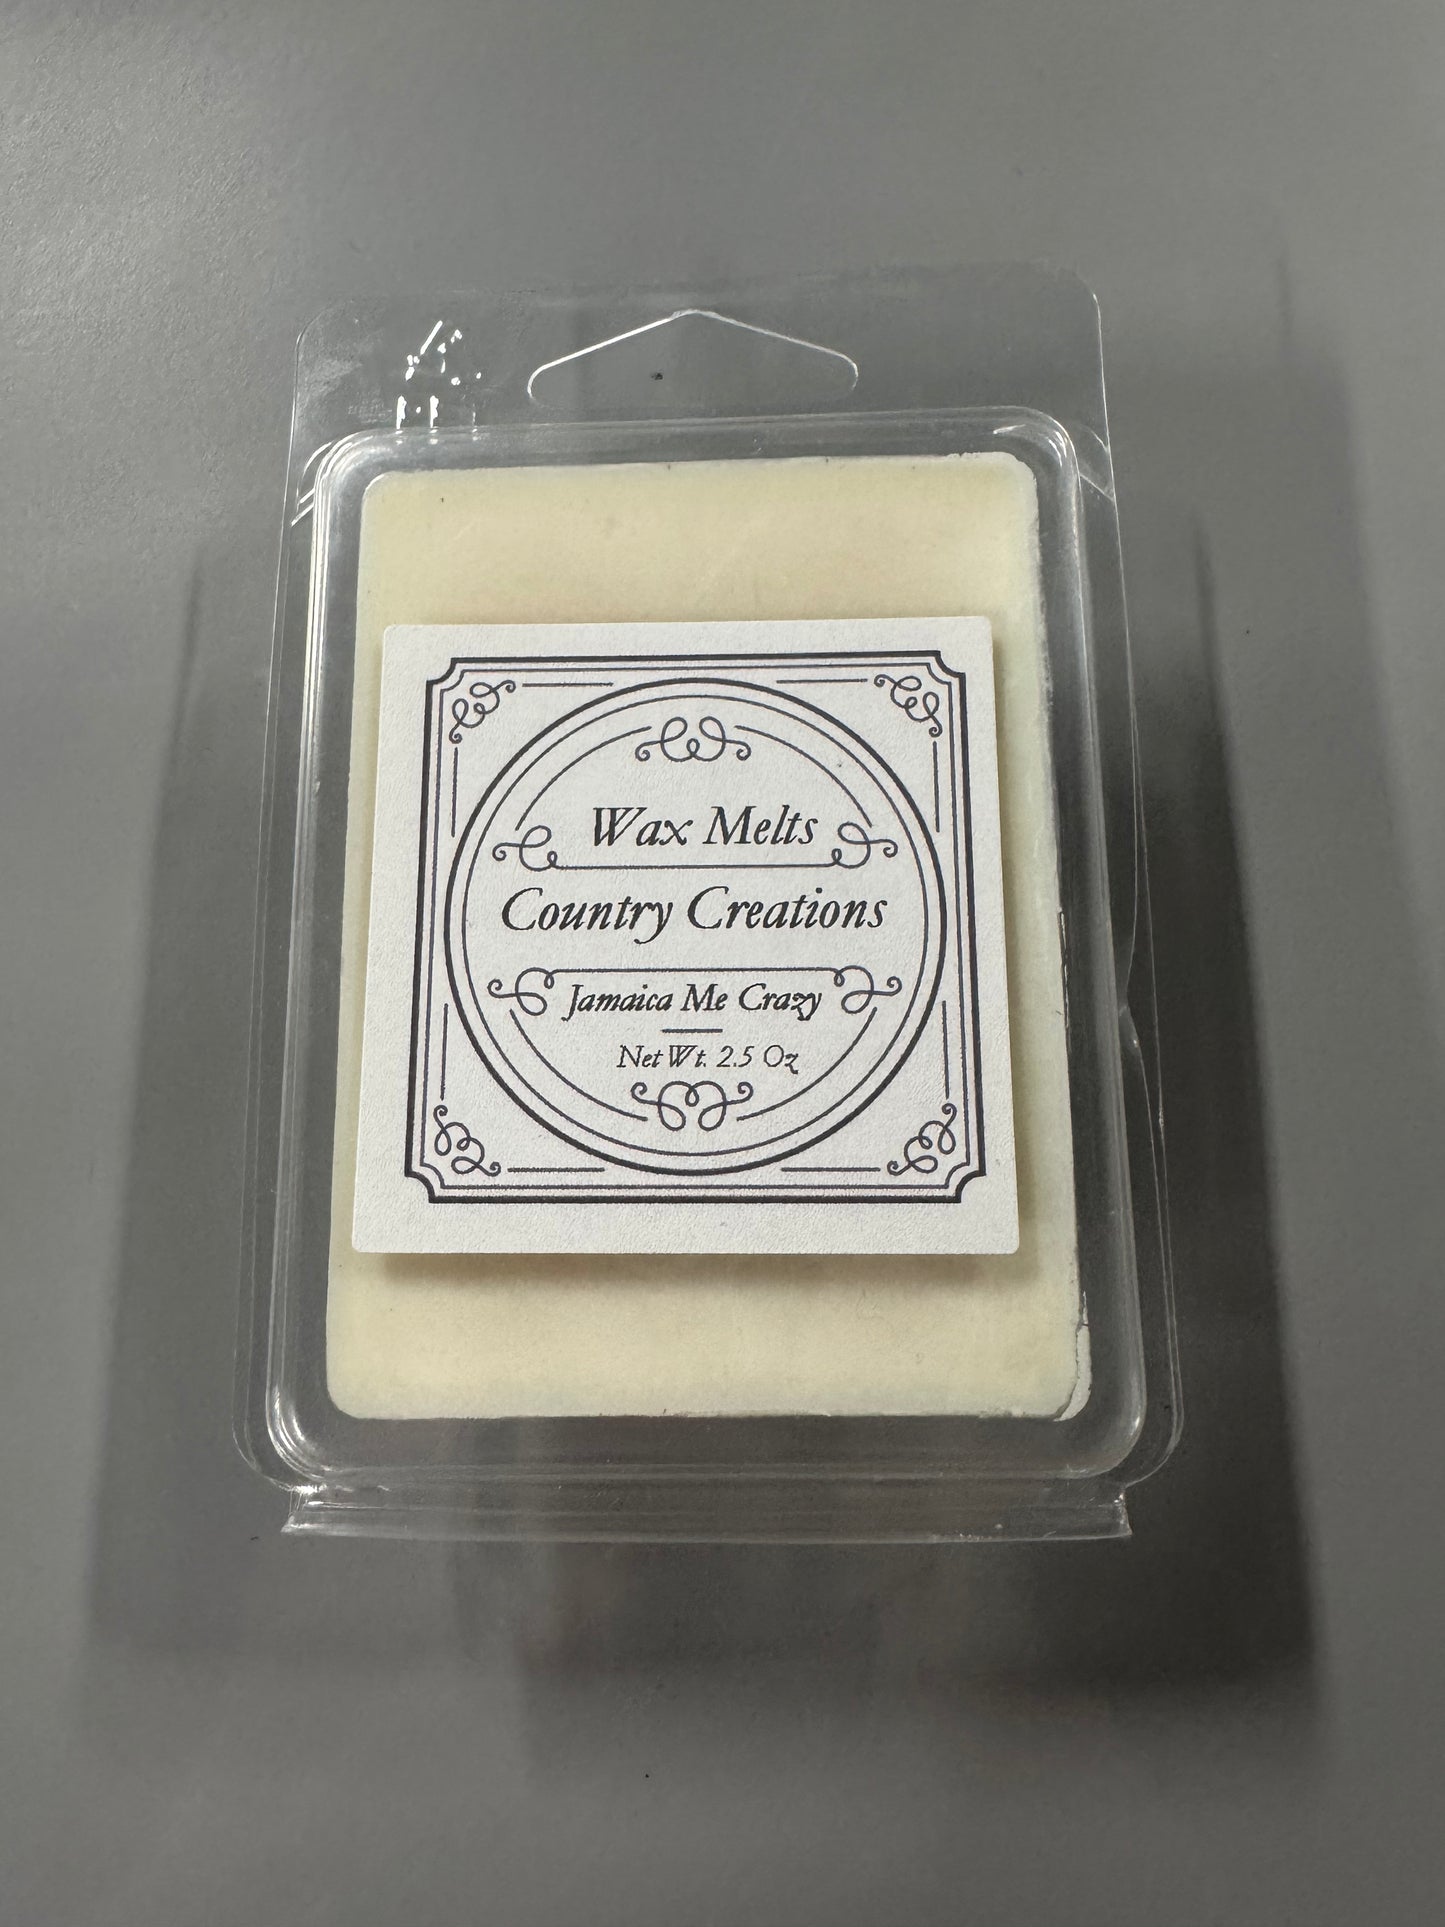 Wax Melts
Country Creations
Jamaica Me Crazy
Net Wt. 2.5 Oz